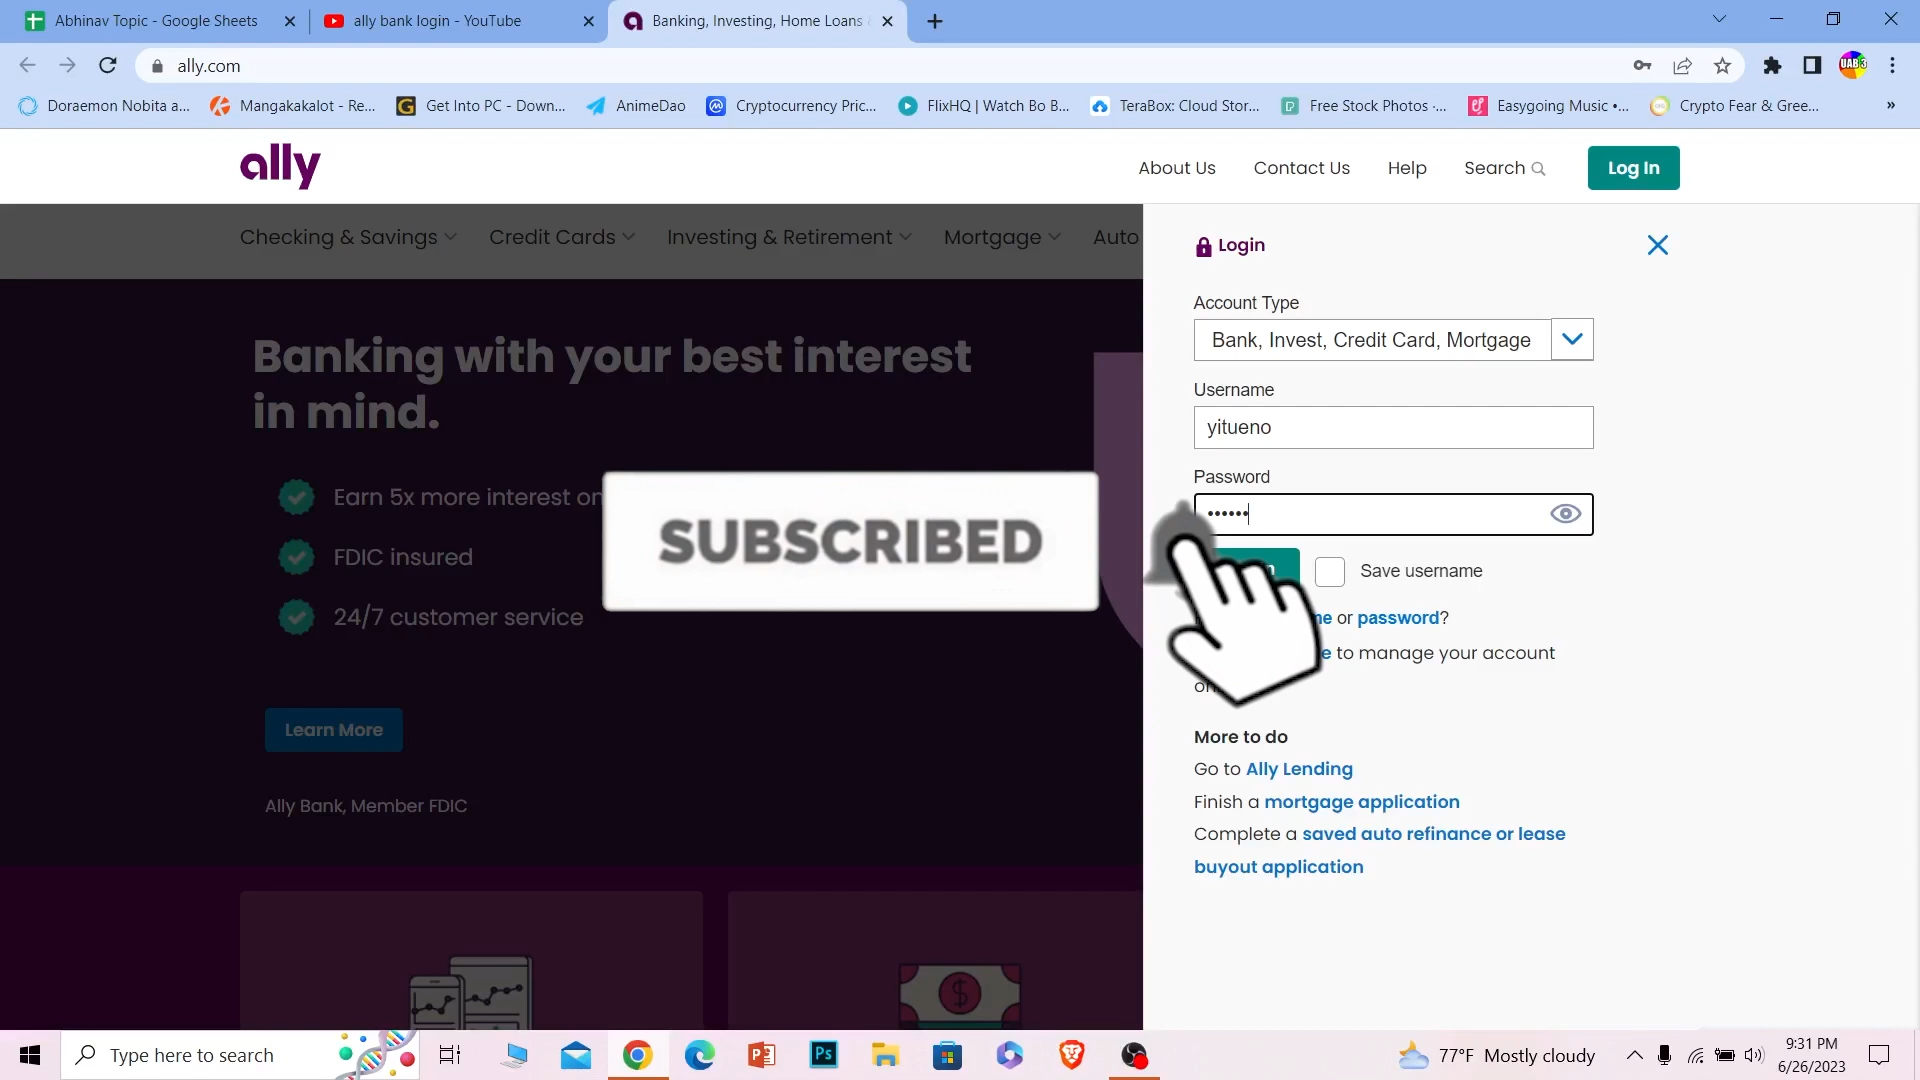 Abhinav Topic - Google Sheets
ally bank login - YouTube
Banking, Investing, Home Loans
ally.com
UAB 3
Doraemon Nobita a...
Mangakakalot - Re...
Get Into PC - Down...
AnimeDao
Cryptocurrency Pric...
FlixHQ | Watch Bo B...
TeraBox: Cloud Stor...
Free Stock Photos ·...
Easygoing Music •...
Crypto Fear & Gree...
»
ally
About Us
Contact Us
Help
Search
Log In
Checking & Savings
Credit Cards
Investing & Retirement
Mortgage
Auto
Login
Account Type
Bank, Invest, Credit Card, Mortgage
Username
yitueno
Password
••••••
Save username
or password?
to manage your account
Banking with your best interest
in mind.
Earn 5x more interest on
FDIC insured
24/7 customer service
SUBSCRIBED
Learn More
Ally Bank, Member FDIC
More to do
Go to Ally Lending
Finish a mortgage application
Complete a saved auto refinance or lease
buyout application
Type here to search
Ps
77°F Mostly cloudy
9:31 PM
6/26/2023